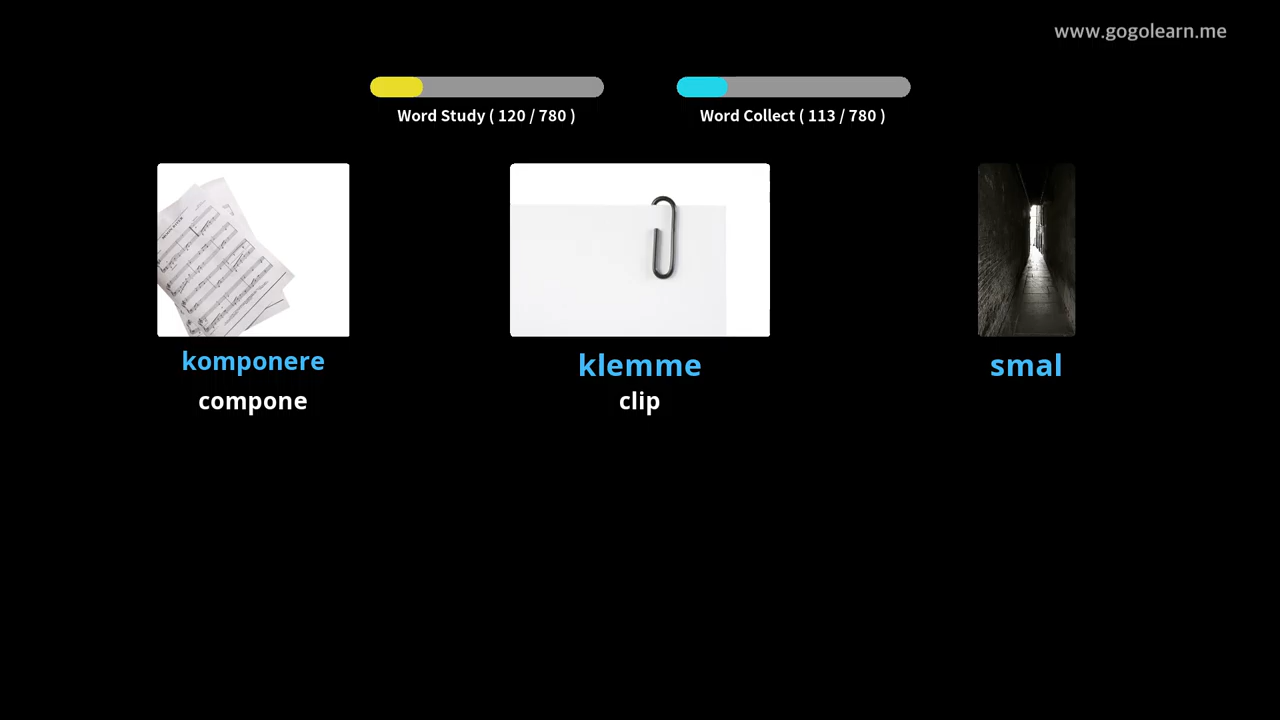 www.gogolearn.me
Word Study ( 120 / 780 )
Word Collect ( 113 / 780 )
komponere
compone
klemme
clip
smal